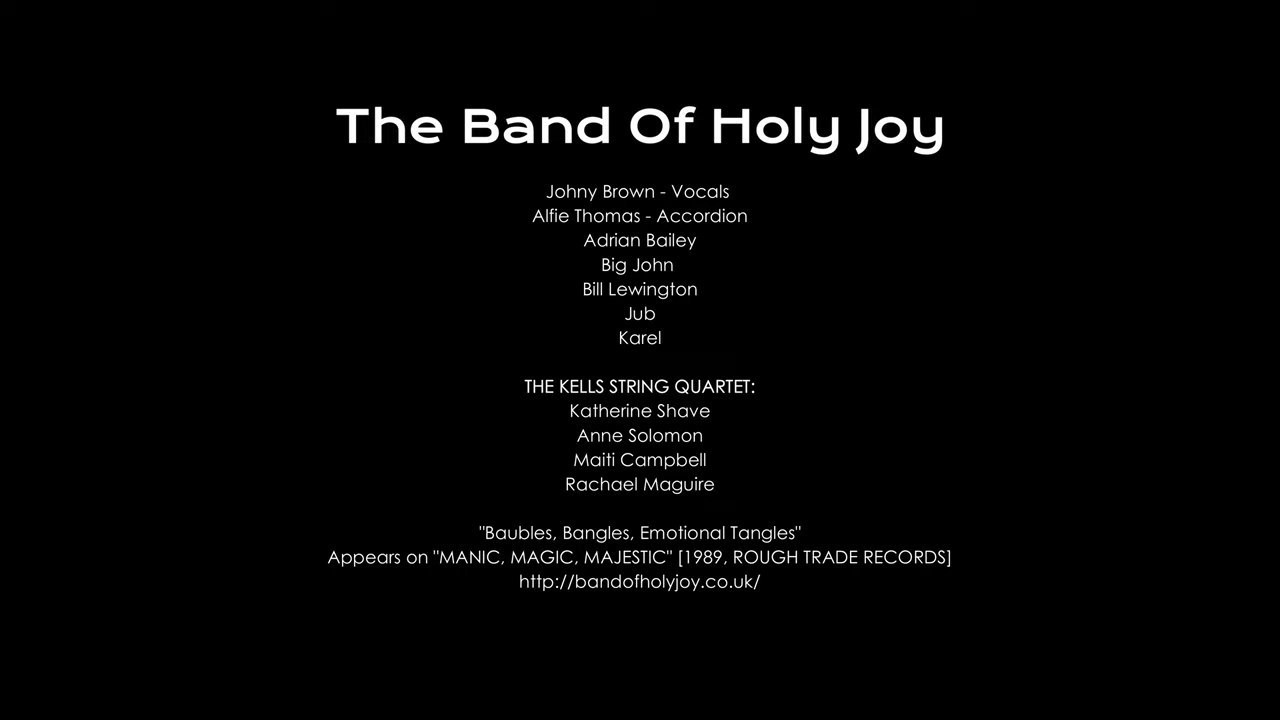 The Band Of Holy Joy
Johny Brown - Vocals
Alfie Thomas - Accordion
Adrian Bailey
Big John
Bill Lewington
Jub
Karel
THE KELLS STRING QUARTET:
Katherine Shave
Anne Solomon
Maiti Campbell
Rachael Maguire
"Baubles, Bangles, Emotional Tangles"
Appears on "MANIC, MAGIC, MAJESTIC" [1989, ROUGH TRADE RECORDS]
http://bandofholyjoy.co.uk/